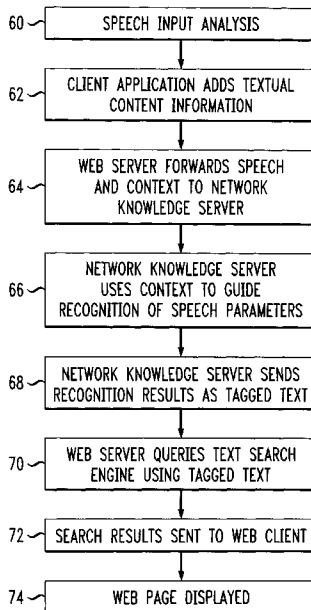 60
SPEECH INPUT ANALYSIS
62
CLIENT APPLICATION ADDS TEXTUAL
CONTENT INFORMATION
64
WEB SERVER FORWARDS SPEECH
AND CONTEXT TO NETWORK
KNOWLEDGE SERVER
66
NETWORK KNOWLEDGE SERVER
USES CONTEXT TO GUIDE
RECOGNITION OF SPEECH PARAMETERS
68
NETWORK KNOWLEDGE SERVER SENDS
RECOGNITION RESULTS AS TAGGED TEXT
70
WEB SERVER QUERIES TEXT SEARCH
ENGINE USING TAGGED TEXT
72
SEARCH RESULTS SENT TO WEB CLIENT
74
WEB PAGE DISPLAYED